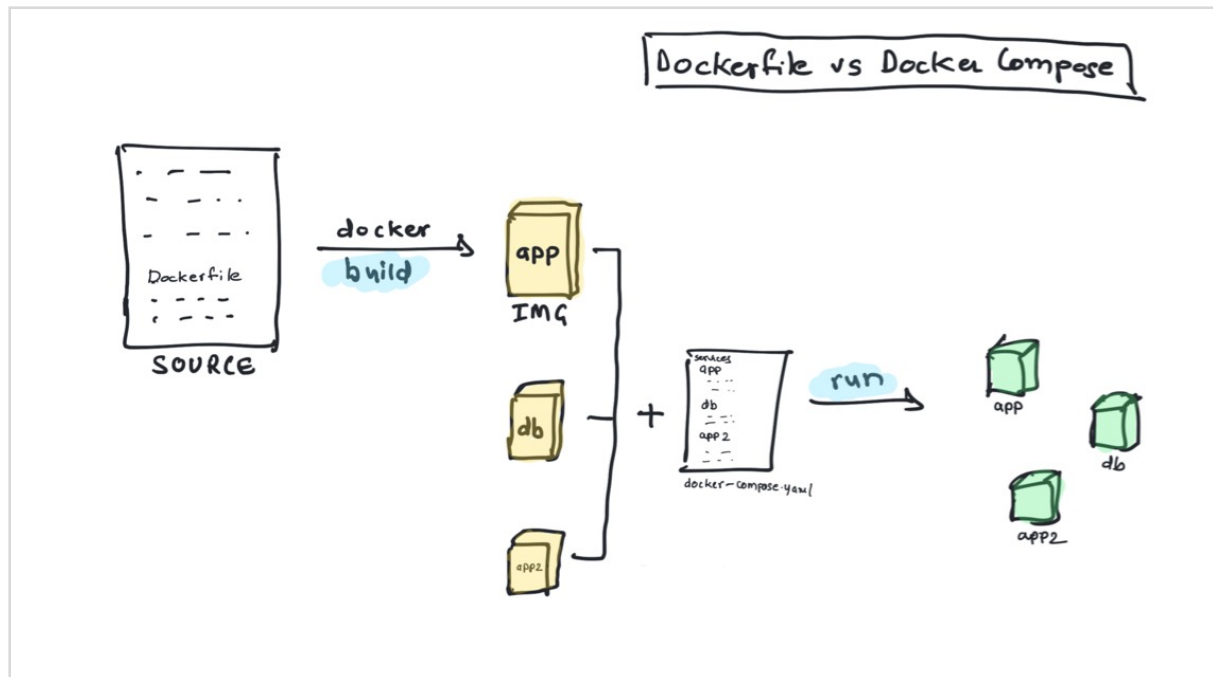 Dockerfile vs Docker Compose
Dockerfile
SOURCE
docker
build
app
IMG
db
app2
+
services
app
db
app2
docker-compose.yaml
run
app
db
app2